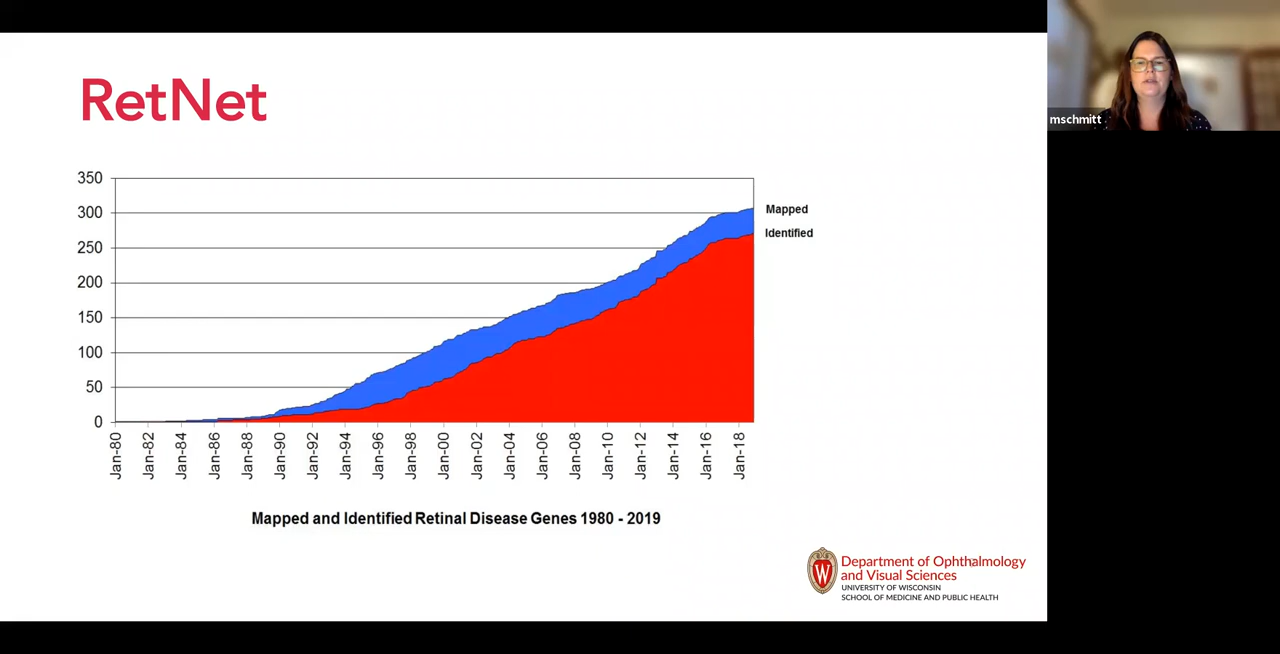 RetNet
mschmitt
350
300
250
200
150
100
50
0
Mapped
Identified
Jan-80
Jan-82
Jan-84
Jan-86
Jan-88
Jan-90
Jan-92
Jan-94
Jan-96
Jan-98
Jan-00
Jan-02
Jan-04
Jan-06
Jan-08
Jan-10
Jan-12
Jan-14
Jan-16
Jan-18
Mapped and Identified Retinal Disease Genes 1980 - 2019
W
Department of Ophthalmology
and Visual Sciences
UNIVERSITY OF WISCONSIN
SCHOOL OF MEDICINE AND PUBLIC HEALTH